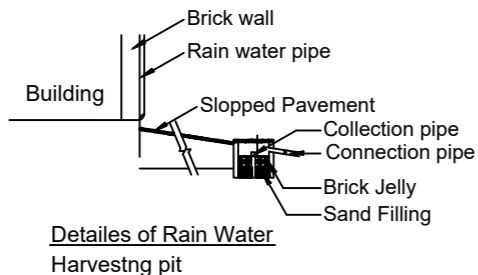 Brick wall
Rain water pipe
Building
Slopped Pavement
Collection pipe
Connection pipe
Brick Jelly
Sand Filling
Detailes of Rain Water
Harvestng pit